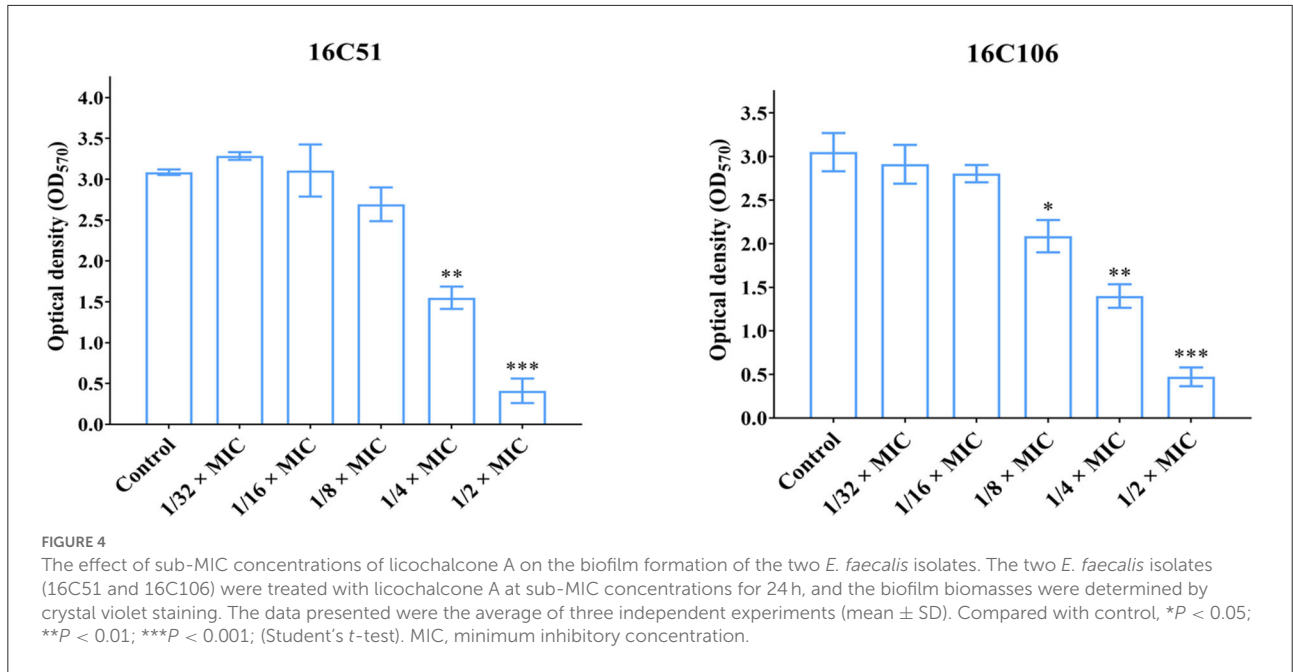 16C51
Optical density (OD570)
4.0
3.5
3.0
2.5
2.0
1.5
1.0
0.5
0.0
**
***
Control
1/32 × MIC
1/16 × MIC
1/8 × MIC
1/4 × MIC
1/2 × MIC
16C106
Optical density (OD570)
3.5
3.0
2.5
2.0
1.5
1.0
0.5
0.0
*
**
***
Control
1/32 × MIC
1/16 × MIC
1/8 × MIC
1/4 × MIC
1/2 × MIC
FIGURE 4
The effect of sub-MIC concentrations of licochalcone A on the biofilm formation of the two E. faecalis isolates. The two E. faecalis isolates
(16C51 and 16C106) were treated with licochalcone A at sub-MIC concentrations for 24 h, and the biofilm biomasses were determined by
crystal violet staining. The data presented were the average of three independent experiments (mean ± SD). Compared with control, *P < 0.05;
**P < 0.01; ***P < 0.001; (Student's t-test). MIC, minimum inhibitory concentration.